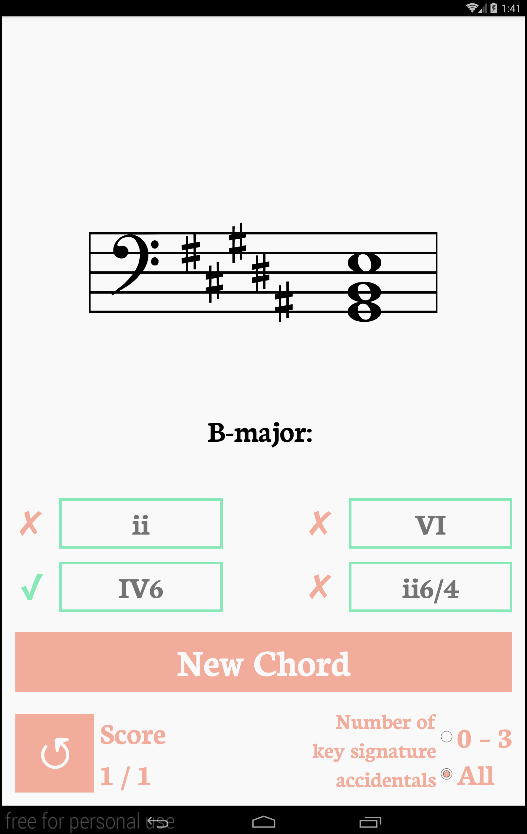 1:41
B-major:
ii
VI
IV6
ii6/4
New Chord
Score
1 / 1
Number of
key signature
accidentals
0 – 3
All
free for personal use